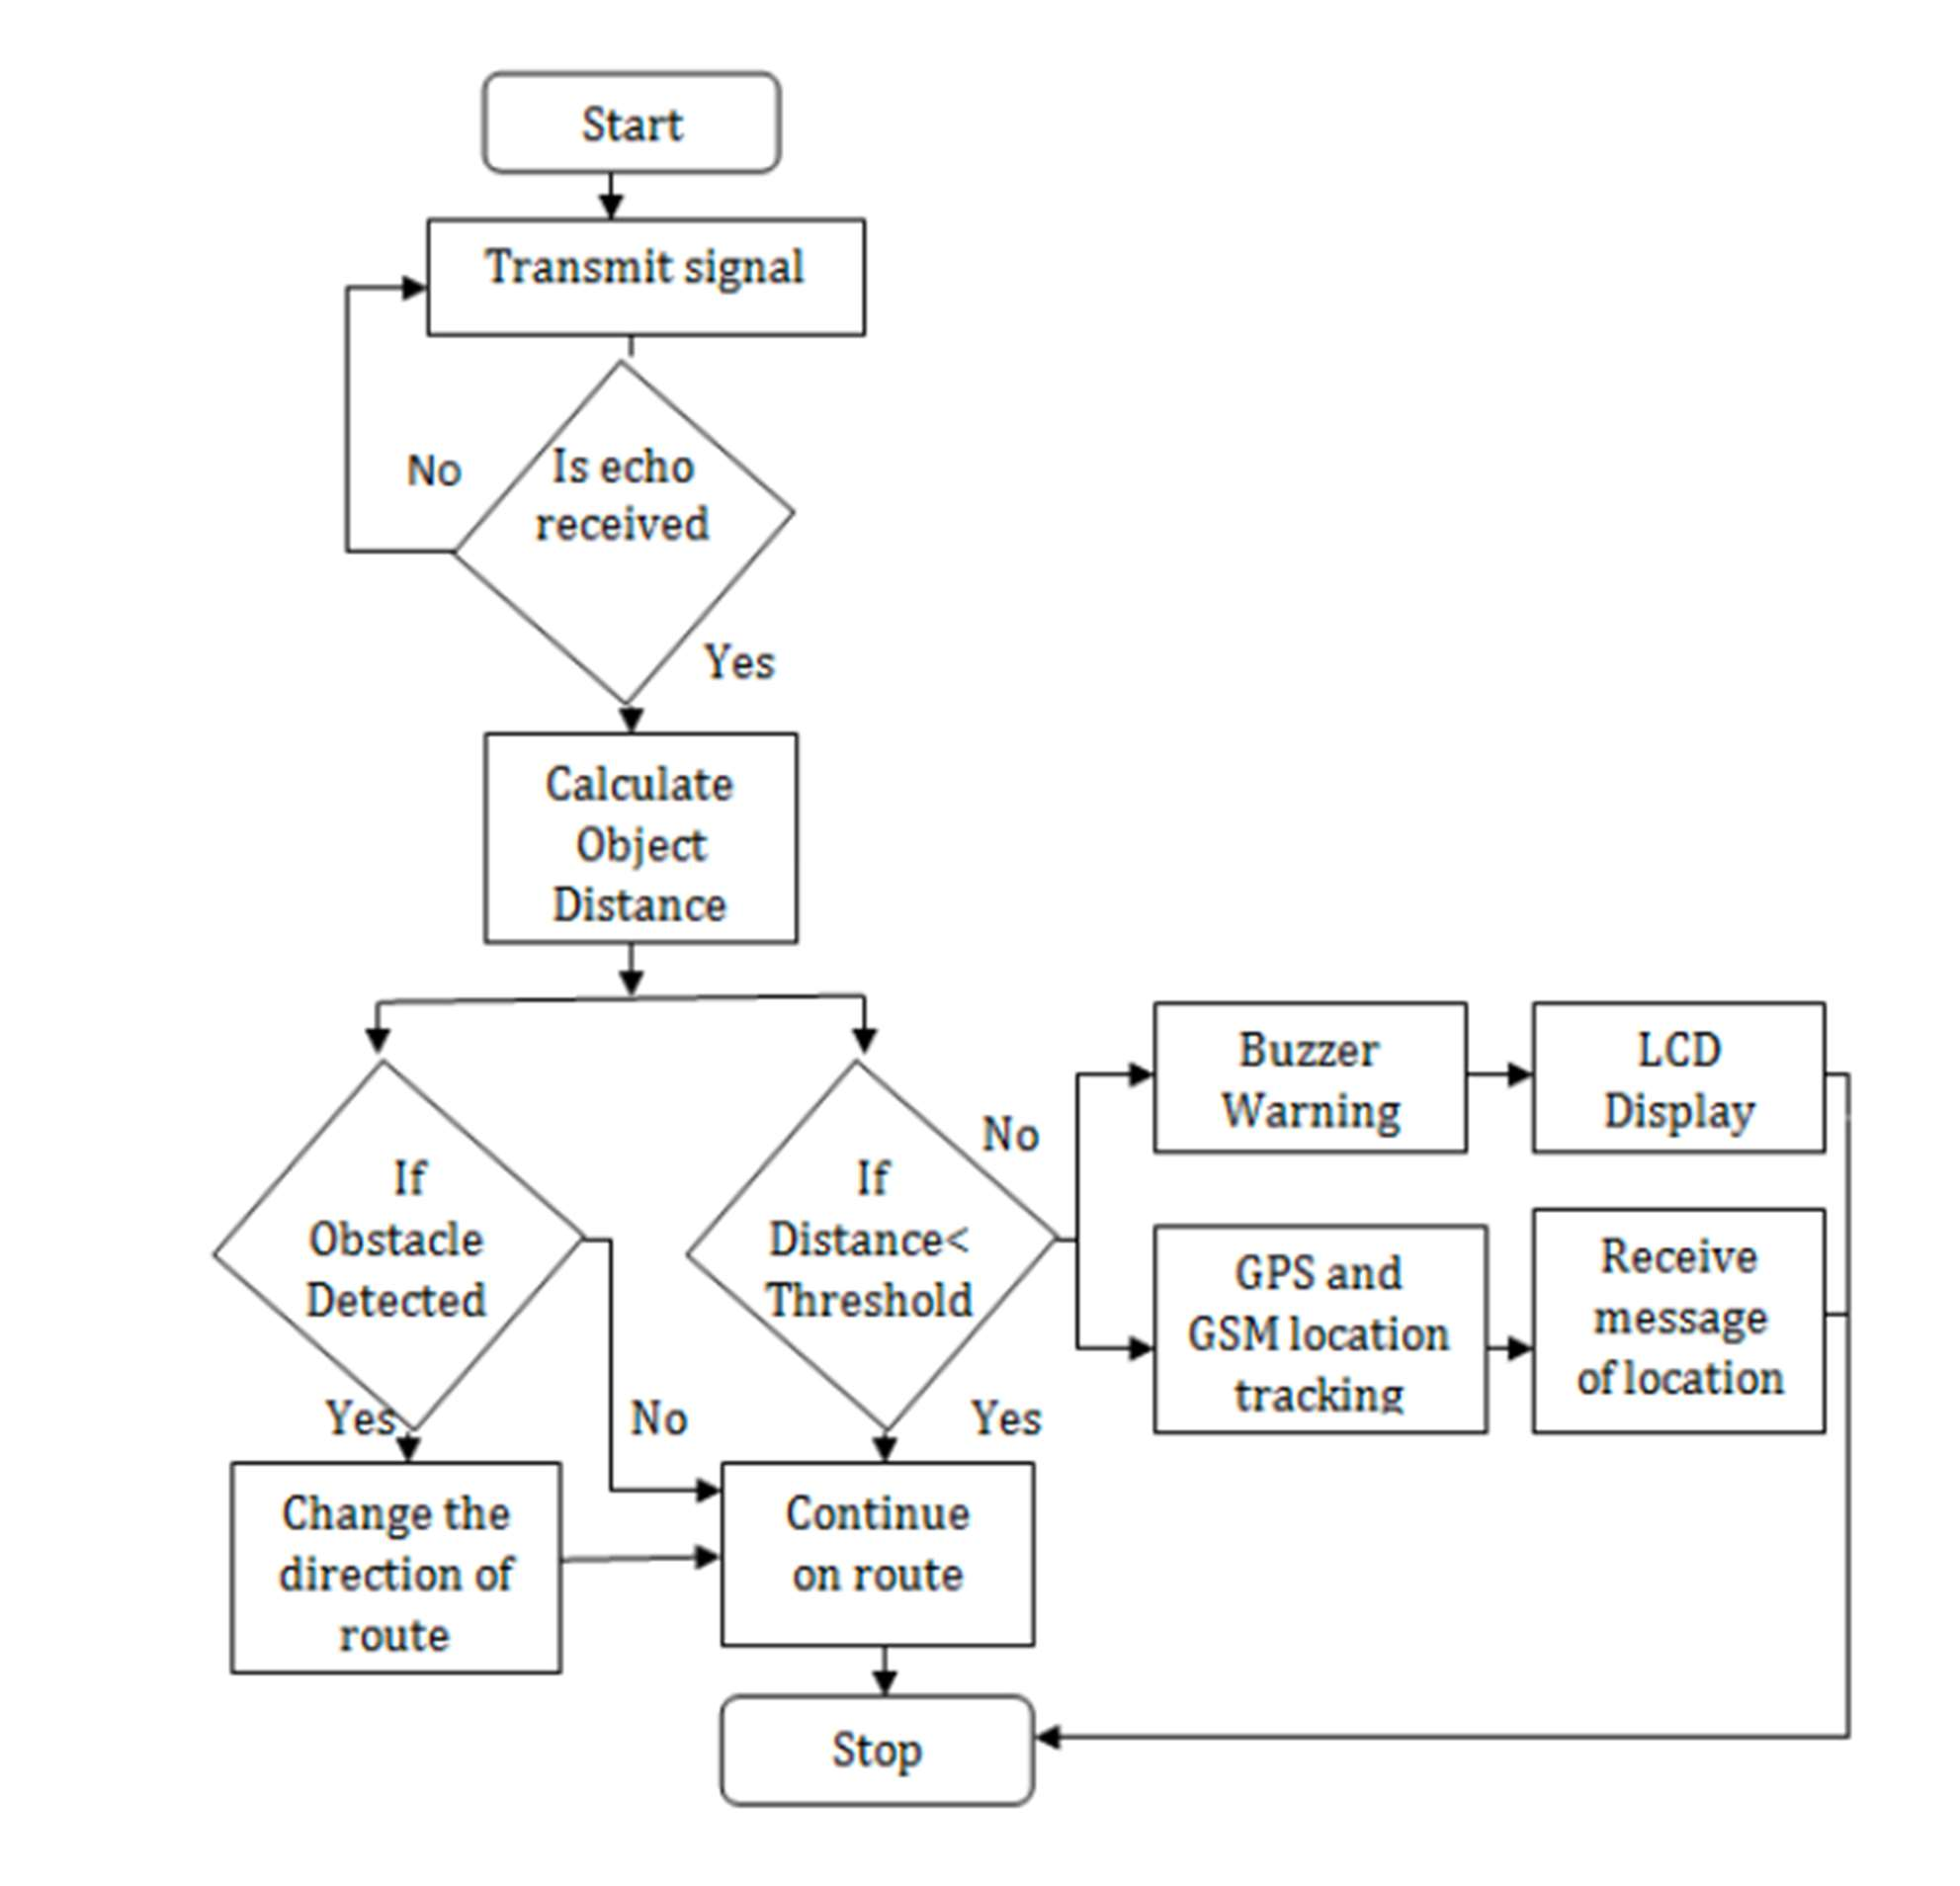 Start
Transmit signal
No
Is echo
received
Yes
Calculate
Object
Distance
If
Obstacle
Detected
Yes
No
If
Distance<
Threshold
No
Yes
Buzzer
Warning
LCD
Display
GPS and
GSM location
tracking
Receive
message
of location
Change the
direction of
route
Continue
on route
Stop